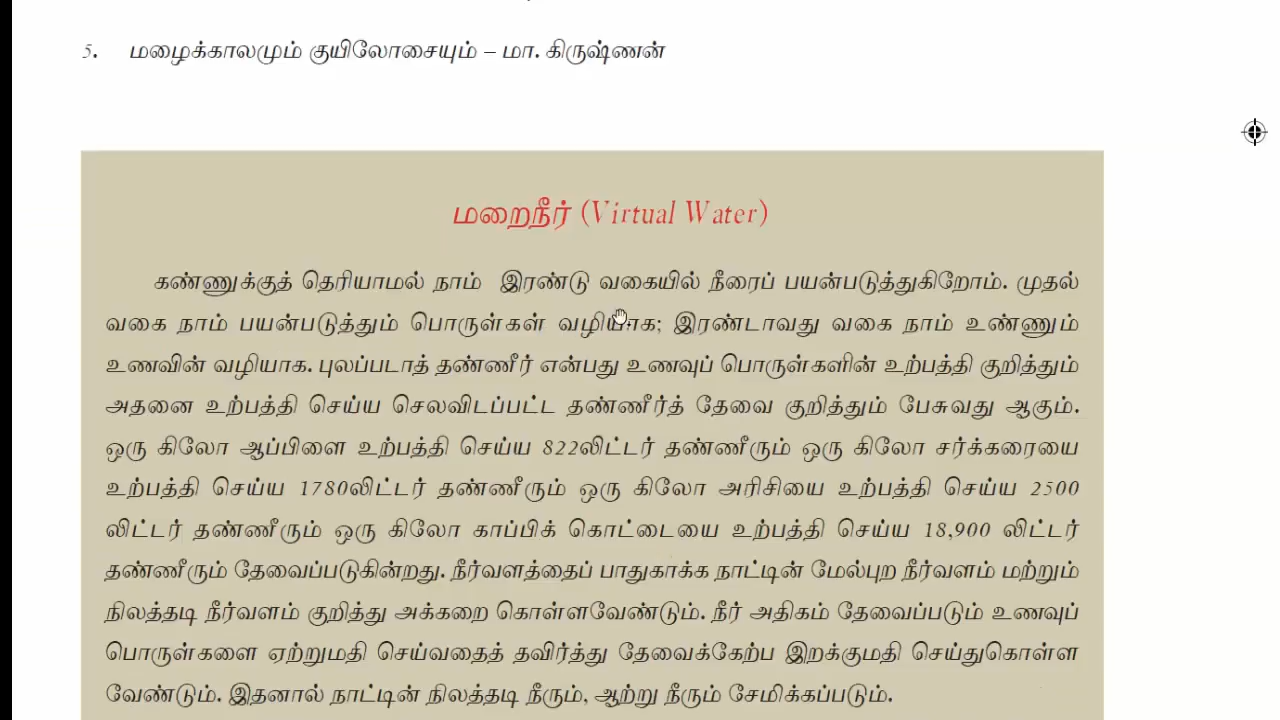 5. மழைக்காலமும் குயிலோசையும் – மா. கிருஷ்ணன்
மறைநீர் (Virtual Water)
கண்ணுக்குத் தெரியாமல் நாம் இரண்டு வகையில் நீரைப் பயன்படுத்துகிறோம். முதல்
வகை நாம் பயன்படுத்தும் பொருள்கள் வழியாக; இரண்டாவது வகை நாம் உண்ணும்
உணவின் வழியாக. புலப்படாத் தண்ணீர் என்பது உணவுப் பொருள்களின் உற்பத்தி குறித்தும்
அதனை உற்பத்தி செய்ய செலவிடப்பட்ட தண்ணீர்த் தேவை குறித்தும் பேசுவது ஆகும்.
ஒரு கிலோ ஆப்பிளை உற்பத்தி செய்ய 822லிட்டர் தண்ணீரும் ஒரு கிலோ சர்க்கரையை
உற்பத்தி செய்ய 1780லிட்டர் தண்ணீரும் ஒரு கிலோ அரிசியை உற்பத்தி செய்ய 2500
லிட்டர் தண்ணீரும் ஒரு கிலோ காப்பிக் கொட்டையை உற்பத்தி செய்ய 18,900 லிட்டர்
தண்ணீரும் தேவைப்படுகின்றது. நீர்வளத்தைப் பாதுகாக்க நாட்டின் மேல்புற நீர்வளம் மற்றும்
நிலத்தடி நீர்வளம் குறித்து அக்கறை கொள்ளவேண்டும். நீர் அதிகம் தேவைப்படும் உணவுப்
பொருள்களை ஏற்றுமதி செய்வதைத் தவிர்த்து தேவைக்கேற்ப இறக்குமதி செய்துகொள்ள
வேண்டும். இதனால் நாட்டின் நிலத்தடி நீரும், ஆற்று நீரும் சேமிக்கப்படும்.